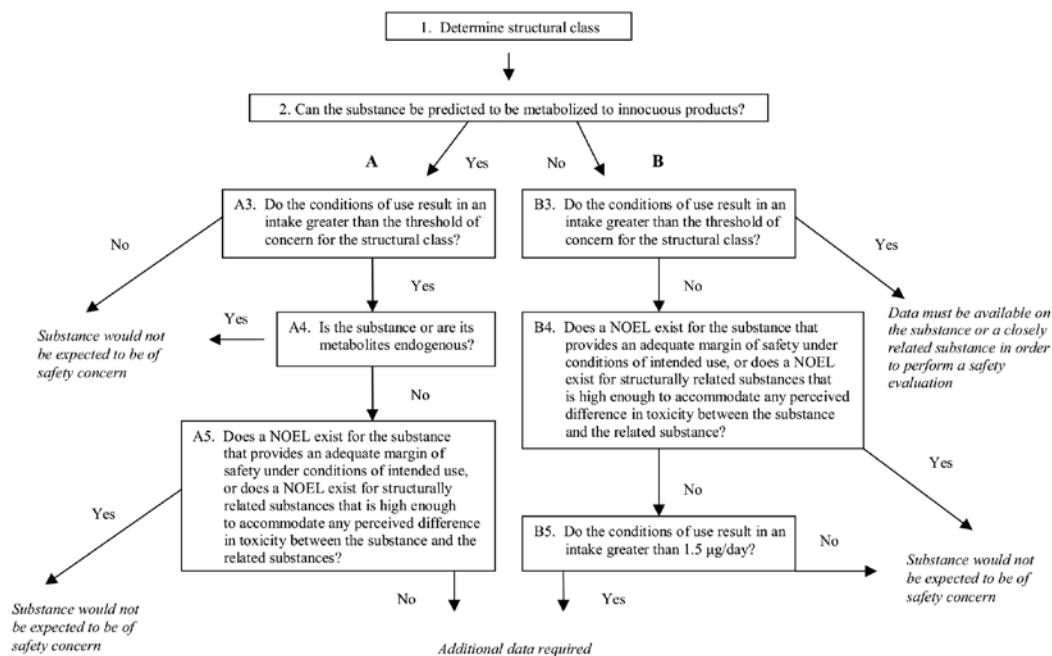 1. Determine structural class
2. Can the substance be predicted to be metabolized to innocuous products?
A
Yes
No
B
A3. Do the conditions of use result in an
intake greater than the threshold of
concern for the structural class?
B3. Do the conditions of use result in an
intake greater than the threshold of
concern for the structural class?
No
Yes
Yes
No
Substance would not
be expected to be of
safety concern
Yes
A4. Is the substance or are its
metabolites endogenous?
B4. Does a NOEL exist for the substance that
provides an adequate margin of safety under
conditions of intended use, or does a NOEL
exist for structurally related substances that
is high enough to accommodate any perceived
difference in toxicity between the substance
and the related substance?
Data must be available on
the substance or a closely
related substance in order
to perform a safety
evaluation
No
A5. Does a NOEL exist for the substance
that provides an adequate margin of
safety under conditions of intended use,
or does a NOEL exist for structurally
related substances that is high enough
to accommodate any perceived difference
in toxicity between the substance and the
related substances?
Yes
No
Yes
B5. Do the conditions of use result in an
intake greater than 1.5 μg/day?
No
Substance would not
be expected to be of
safety concern
Substance would not
be expected to be of
safety concern
No
Yes
Additional data required